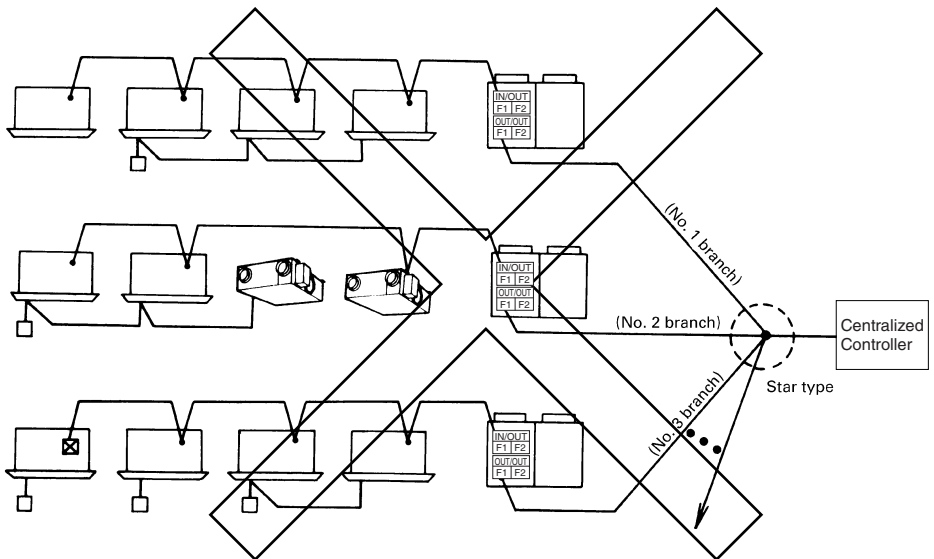 IN/OUT
F1 F2
OUT/OUT
F1 F2
(No. 1 branch)
IN/OUT
F1 F2
OUT/OUT
F1 F2
(No. 2 branch)
Centralized
Controller
Star type
(No. 3 branch)
IN/OUT
F1 F2
OUT/OUT
F1 F2